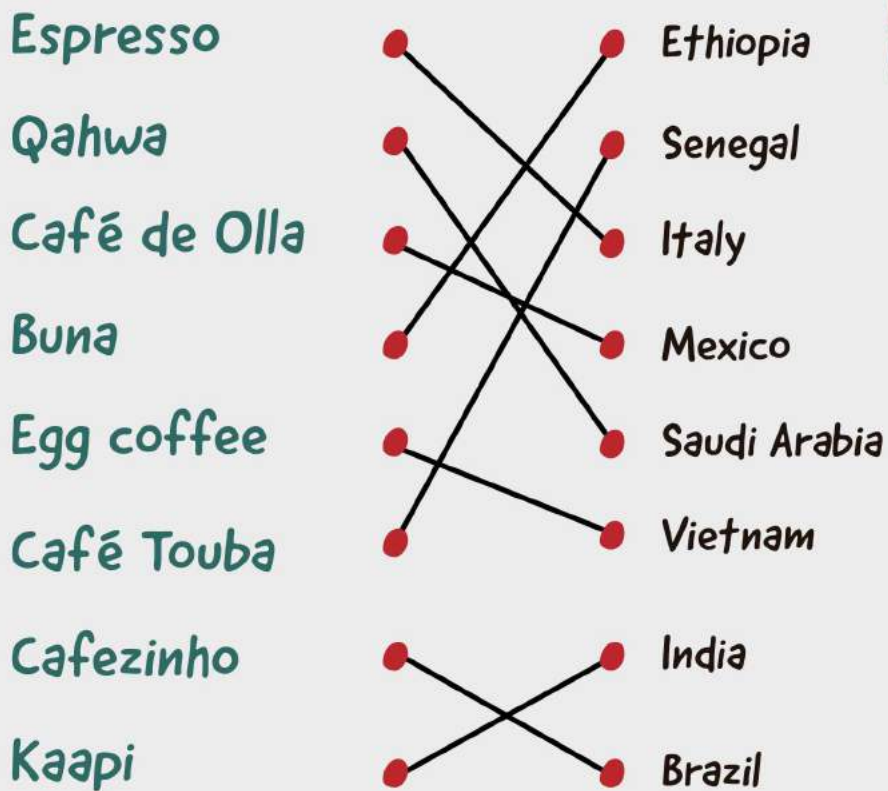 Espresso
Ethiopia
Qahwa
Senegal
Café de Olla
Italy
Buna
Mexico
Egg coffee
Saudi Arabia
Café Touba
Vietnam
Cafezinho
India
Kaapi
Brazil